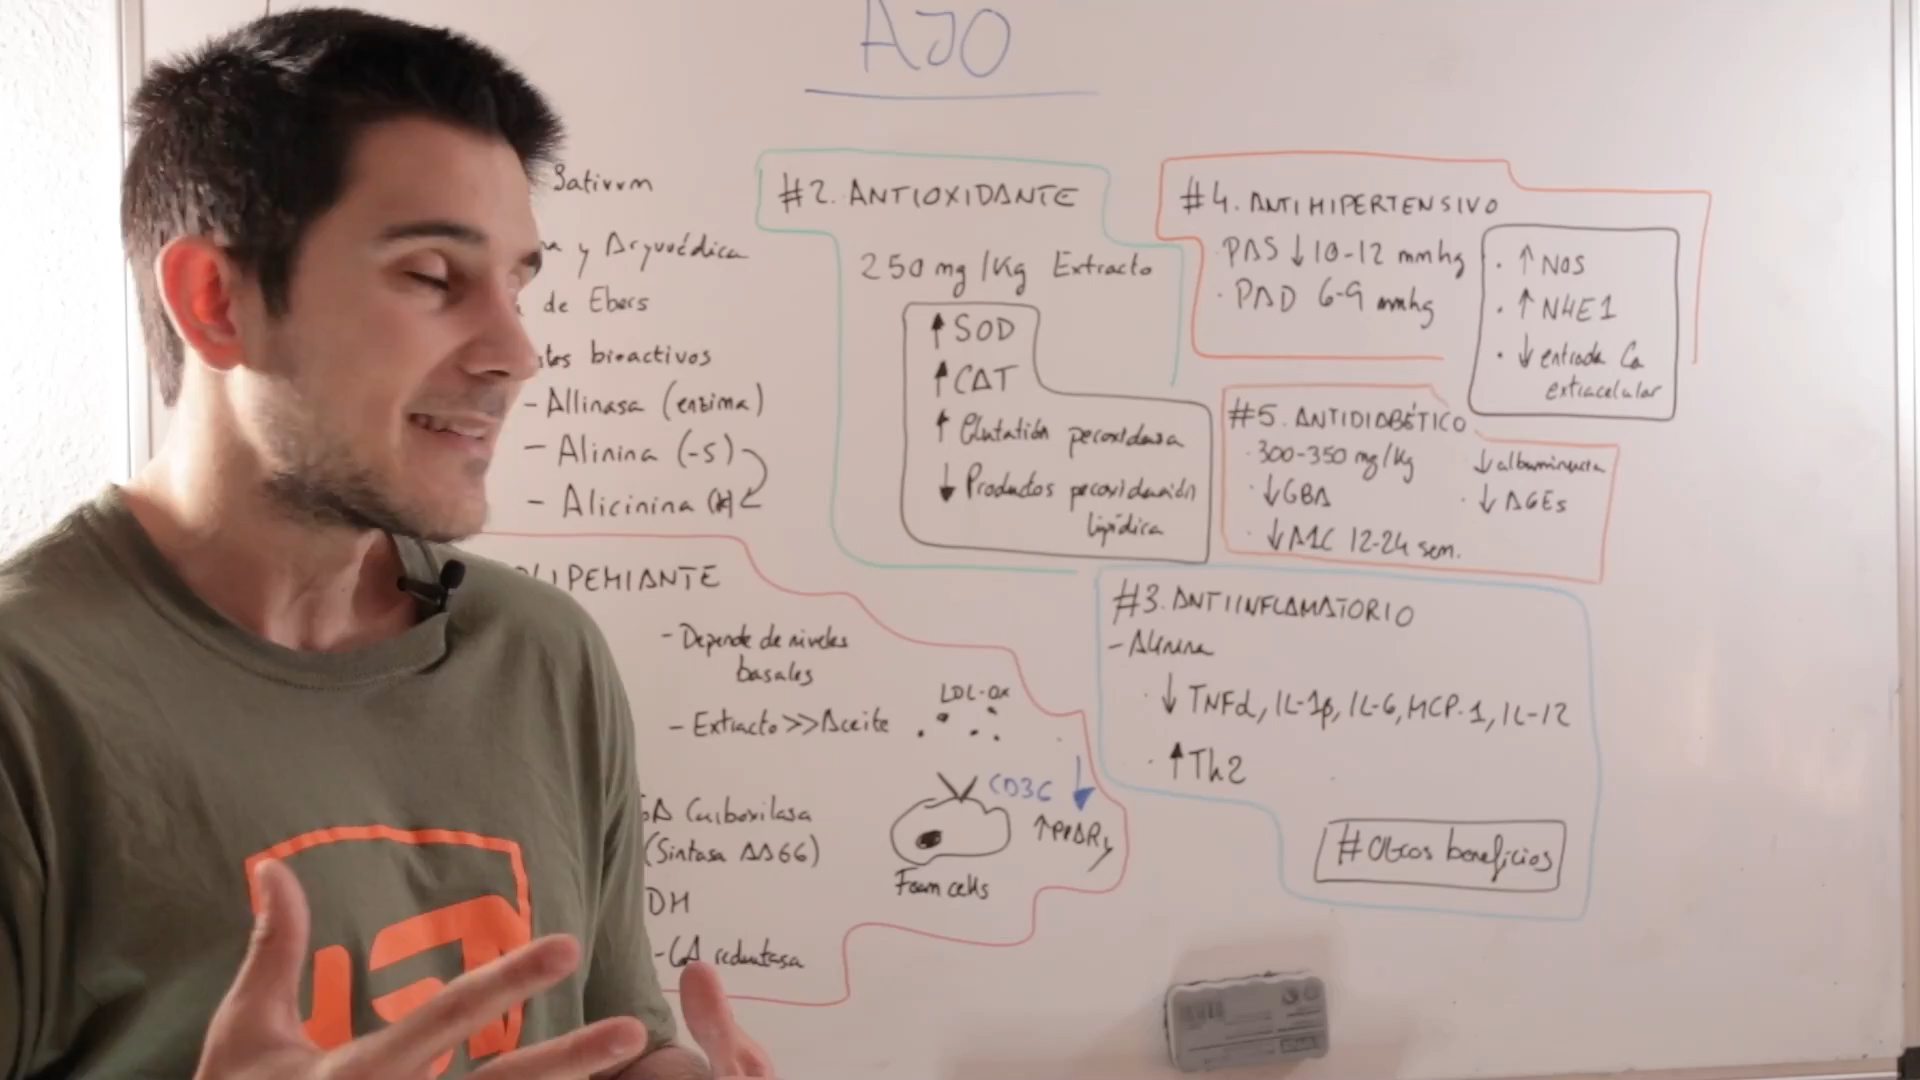 AJO
Sativum
y Aryuvédica
de Ebers
bioactivos
- Allinasa (enzima)
- Alinina (-S)
- Alicinina
LIPEMIANTE
- Depende de niveles
basales
- Extracto >> Aceite
LDL-ox
CD36
↑PPARγ
Foam cells
Carboxilasa
(Sintasa AAGG)
DH
reductasa
#2. ANTIOXIDANTE
250 mg/Kg Extracto
↑ SOD
↑ CAT
↑ Glutatión peroxidasa
↓ Productos peroxidación
lipídica
#4. ANTIHIPERTENSIVO
PAS ↓ 10-12 mmhg
· PAD 6-9 mmhg
· ↑ NOS
· ↑ NHE1
· ↓ entrada Ca
extracelular
#5. ANTIDIABÉTICO
· 300-350 mg/Kg
· ↓GBA
· ↓A1C 12-24 sem.
↓ albuminuria
· ↓ AGEs
#3. ANTIINFLAMATORIO
- Alinina
· ↓ TNFα, IL-1β, IL-6, MCP-1, IL-12
· ↑Th2
# Otros beneficios